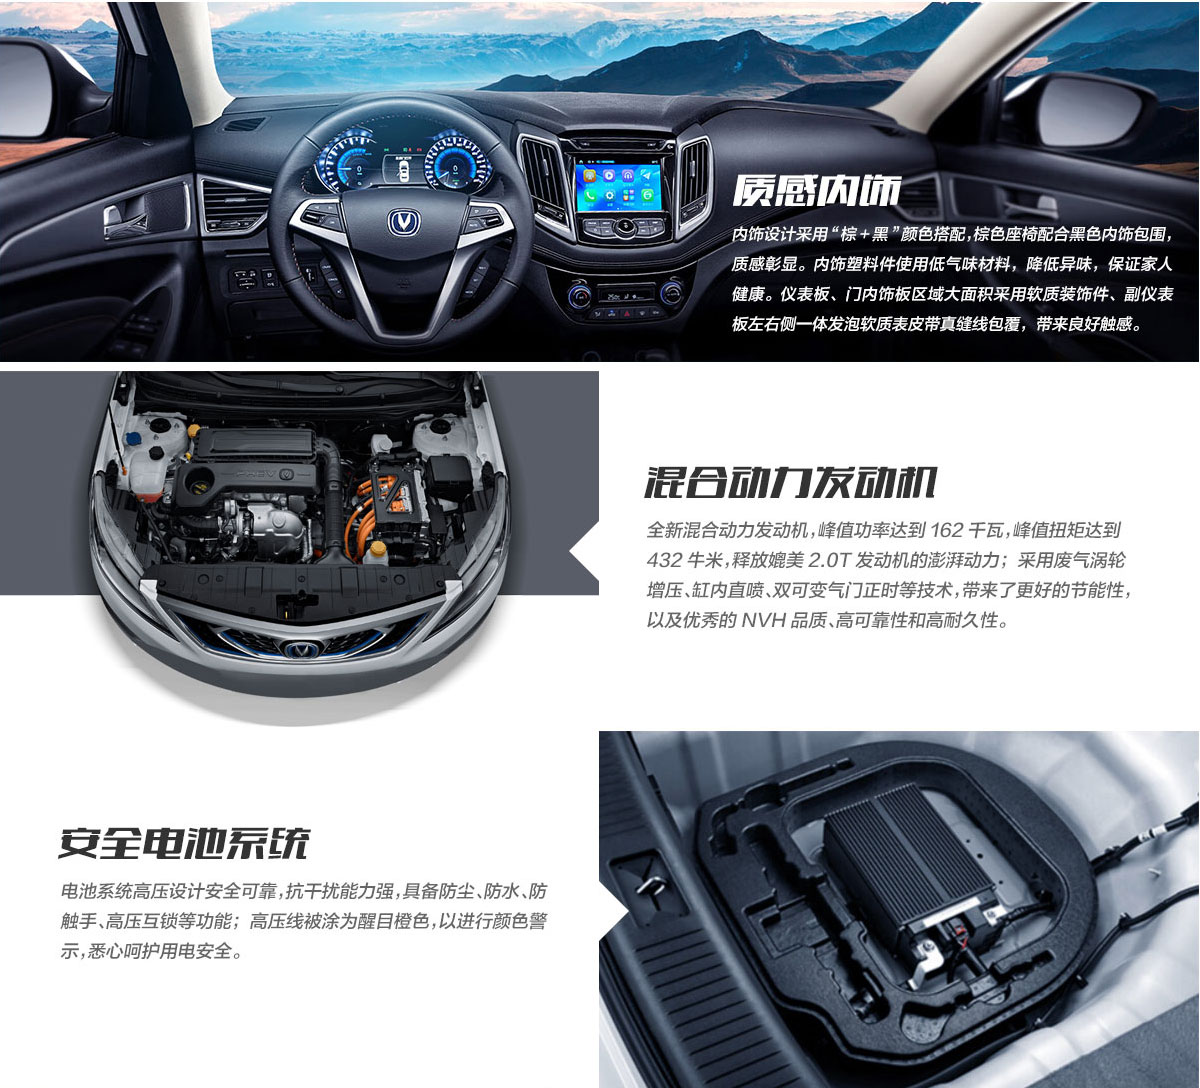 质感内饰
内饰设计采用“棕+黑”颜色搭配,棕色座椅配合黑色内饰包围,
质感彰显。内饰塑料件使用低气味材料，降低异味，保证家人
健康。仪表板、门内饰板区域大面积采用软质装饰件、副仪表
板左右侧一体发泡软质表皮带真缝线包覆，带来良好触感。
混合动力发动机
全新混合动力发动机,峰值功率达到 162 千瓦,峰值扭矩达到
432 牛米,释放媲美 2.0T 发动机的澎湃动力；采用废气涡轮
增压、缸内直喷、双可变气门正时等技术,带来了更好的节能性,
以及优秀的 NVH 品质、高可靠性和高耐久性。
安全电池系统
电池系统高压设计安全可靠,抗干扰能力强,具备防尘、防水、防
触手、高压互锁等功能；高压线被涂为醒目橙色,以进行颜色警
示,悉心呵护用电安全。